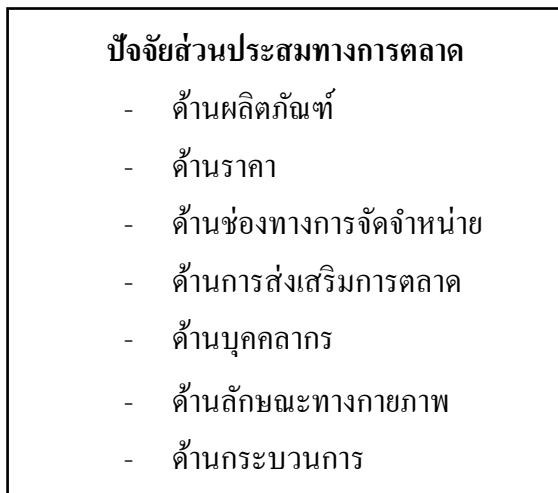 ปัจจัยส่วนประสมทางการตลาด
- ด้านผลิตภัณฑ์
- ด้านราคา
- ด้านช่องทางการจัดจำหน่าย
- ด้านการส่งเสริมการตลาด
- ด้านบุคคลากร
- ด้านลักษณะทางกายภาพ
- ด้านกระบวนการ